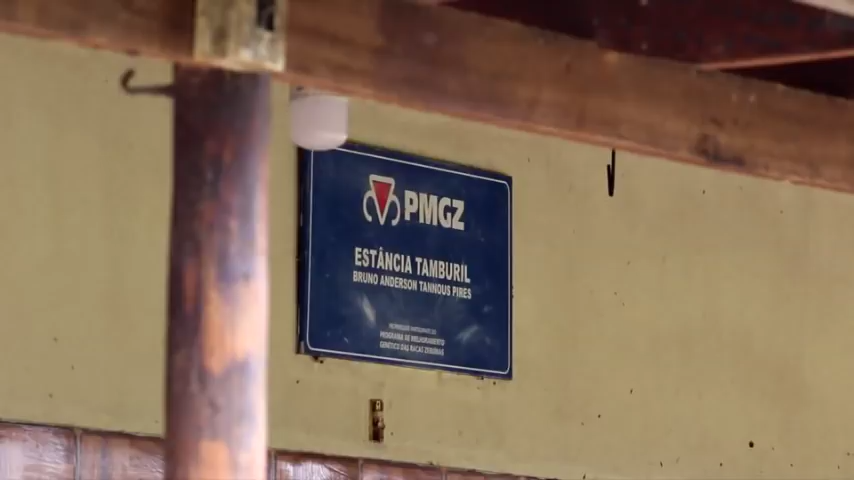 PMGZ
ESTÂNCIA TAMBURIL
BRUNO ANDERSON TANNOUS PIRES
PROGRAMA DE MELHORAMENTO
GENÉTICO DAS RAÇAS ZEBUÍNAS